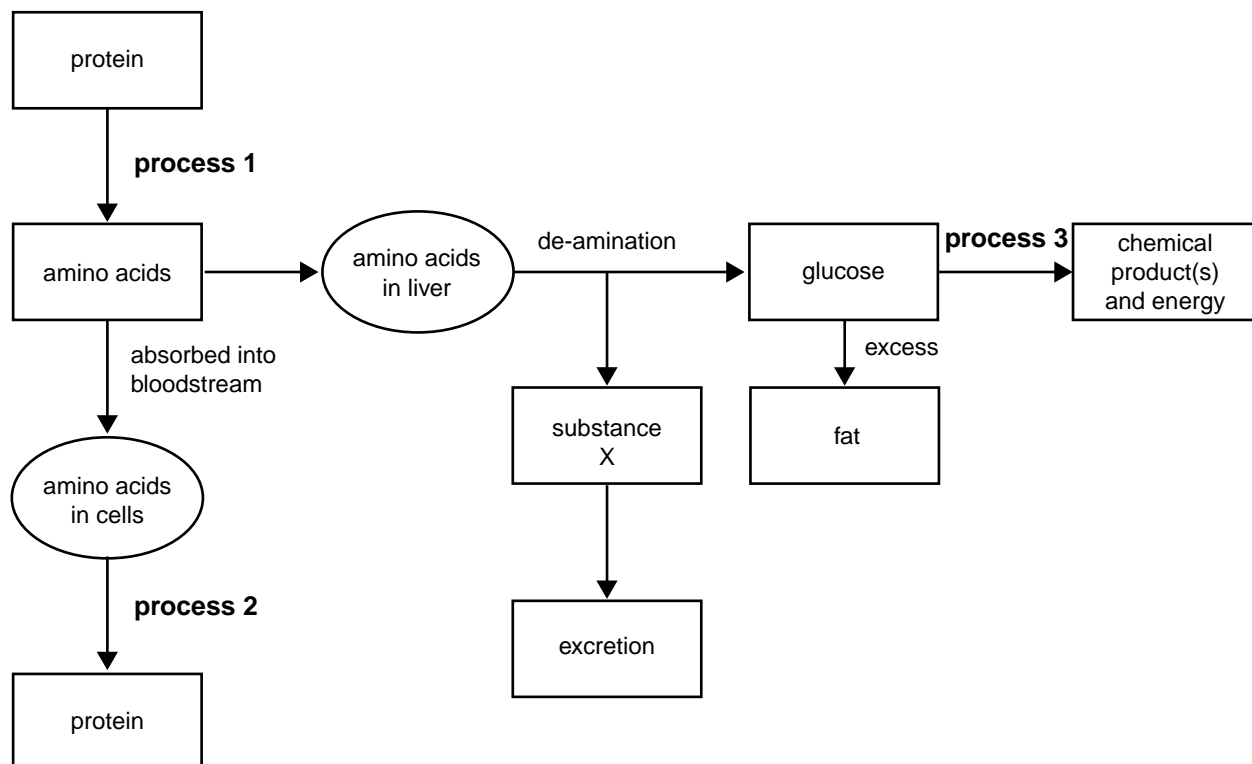 protein
process 1
amino acids
amino acids
in liver
de-amination
glucose
process 3
chemical
product(s)
and energy
absorbed into
bloodstream
excess
substance
X
fat
amino acids
in cells
process 2
excretion
protein